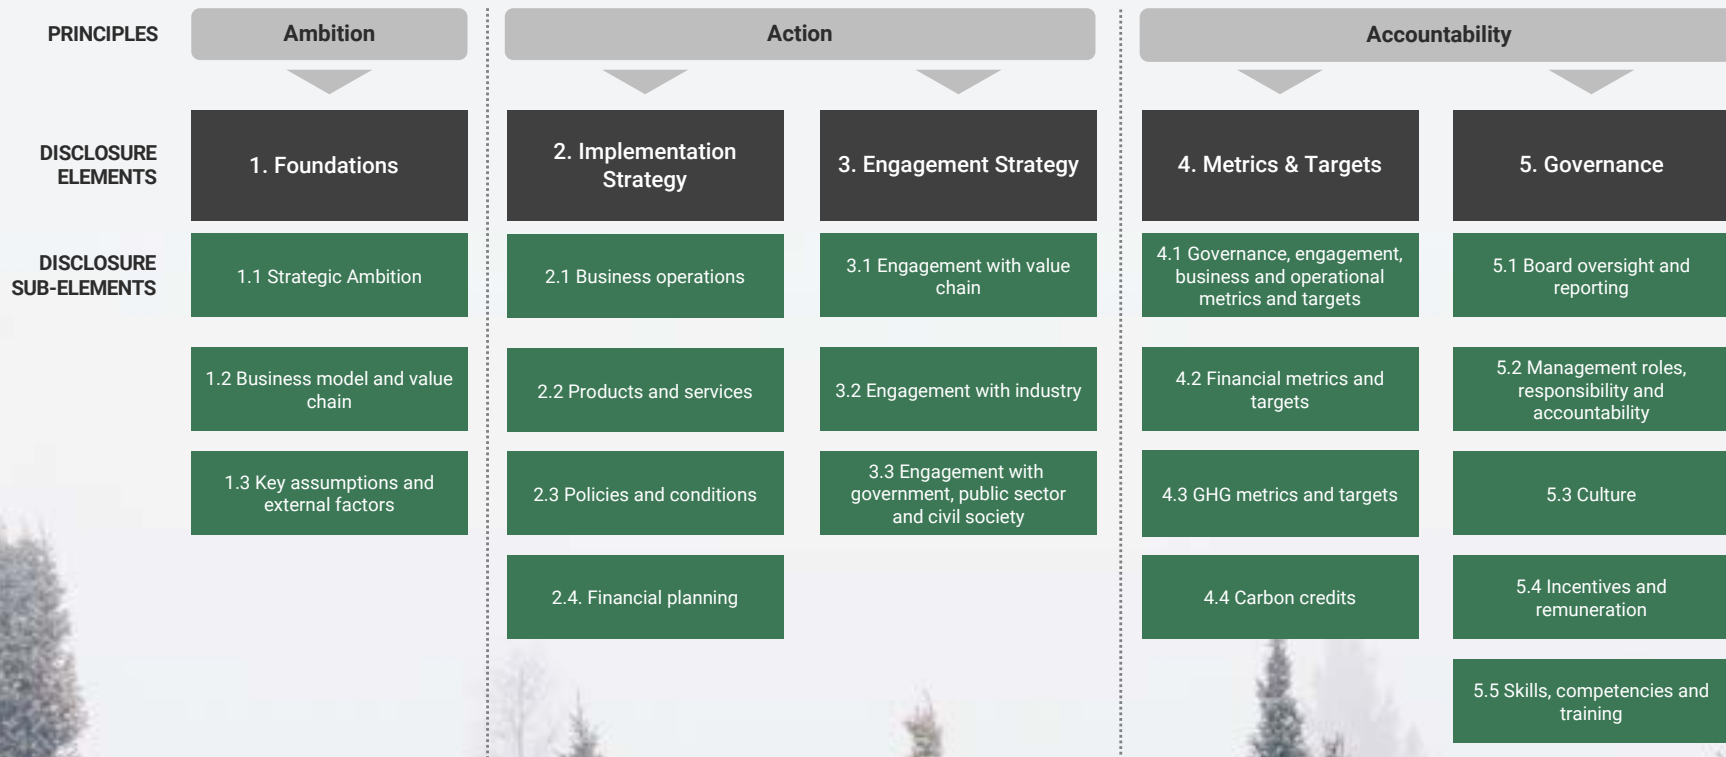 PRINCIPLES
Ambition
Action
Accountability
DISCLOSURE
ELEMENTS
1. Foundations
2. Implementation
Strategy
3. Engagement Strategy
4. Metrics & Targets
5. Governance
DISCLOSURE
SUB-ELEMENTS
1.1 Strategic Ambition
2.1 Business operations
3.1 Engagement with value
chain
4.1 Governance, engagement,
business and operational
metrics and targets
5.1 Board oversight and
reporting
1.2 Business model and value
chain
2.2 Products and services
3.2 Engagement with industry
4.2 Financial metrics and
targets
5.2 Management roles,
responsibility and
accountability
1.3 Key assumptions and
external factors
2.3 Policies and conditions
3.3 Engagement with
government, public sector
and civil society
4.3 GHG metrics and targets
5.3 Culture
2.4. Financial planning
4.4 Carbon credits
5.4 Incentives and
remuneration
5.5 Skills, competencies and
training